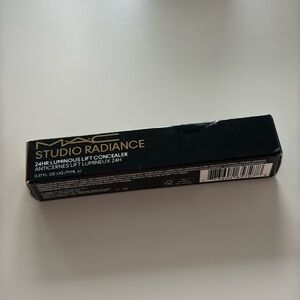 MAC
STUDIO RADIANCE
24HR LUMINOUS LIFT CONCEALER
ANTICERNES LIFT LUMINEUX 24H